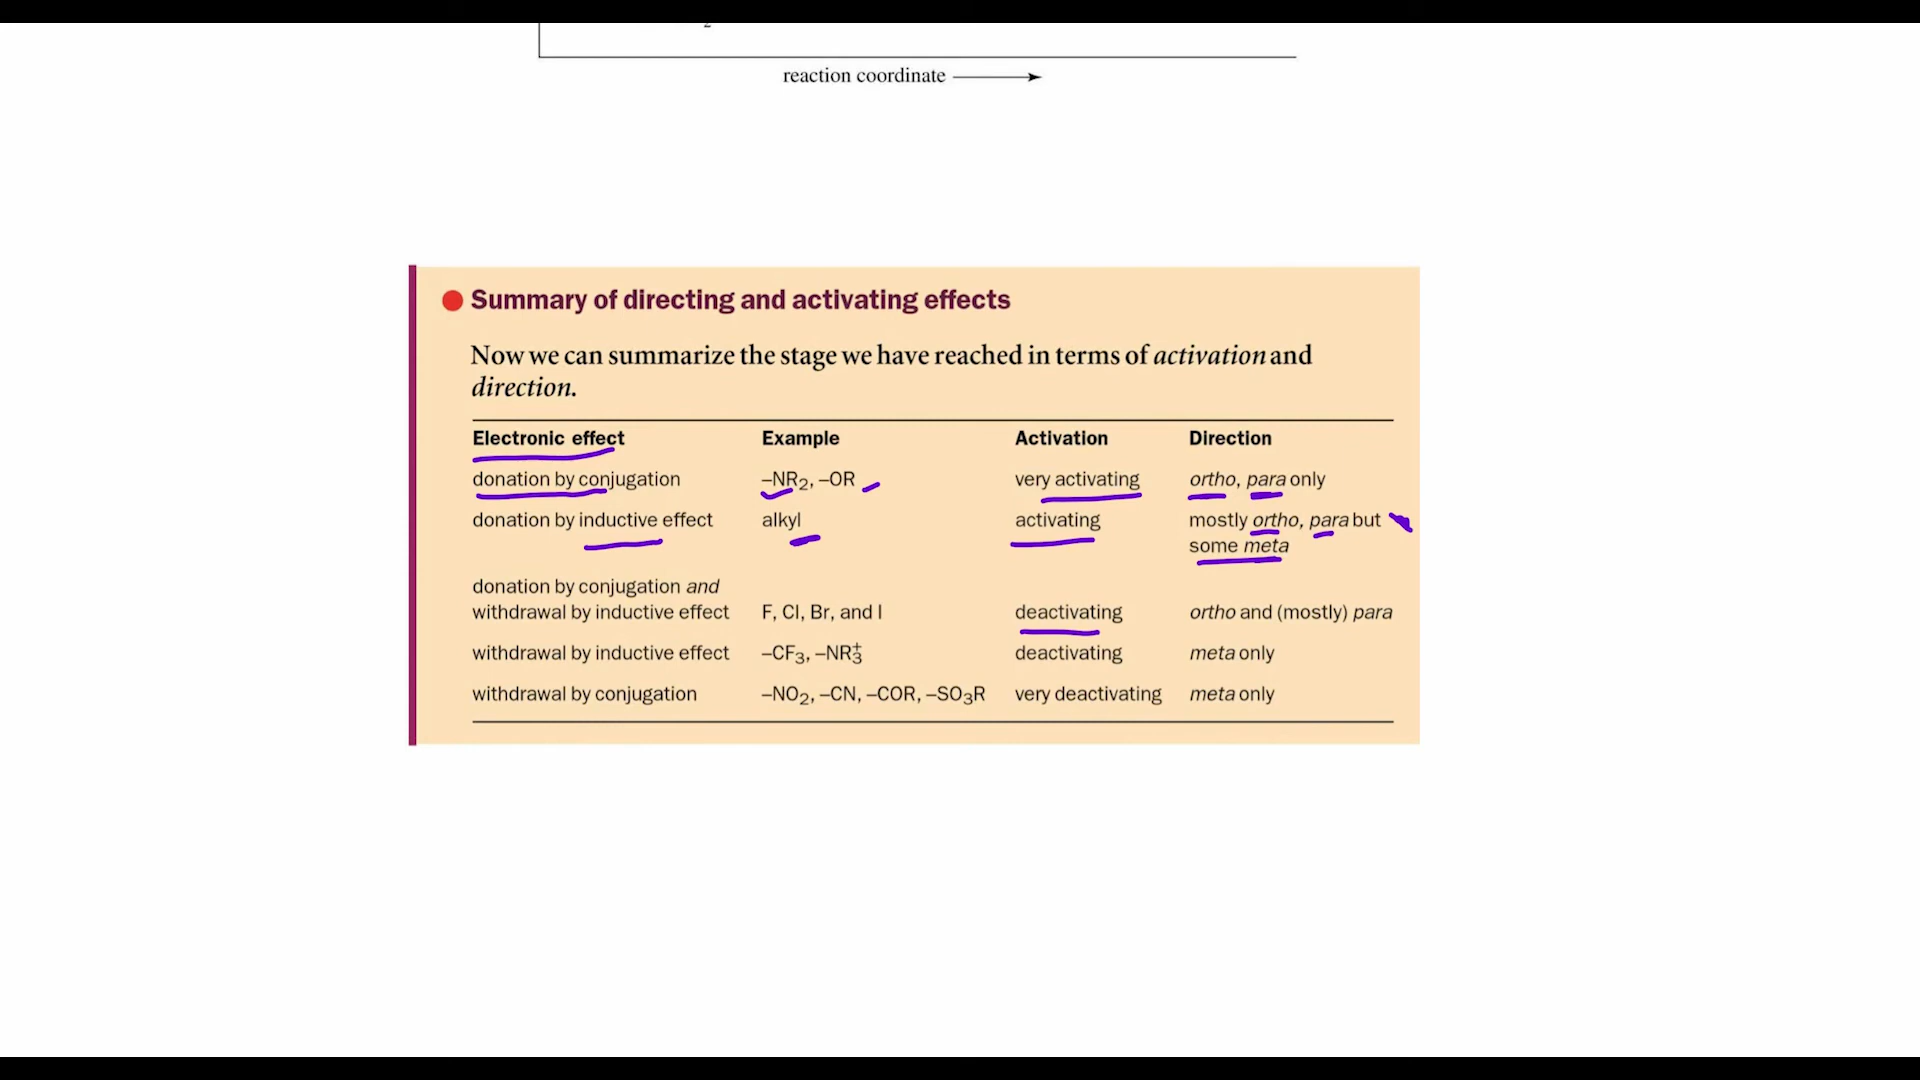 2
reaction coordinate
Summary of directing and activating effects
Now we can summarize the stage we have reached in terms of activation and
direction.
Electronic effect Example Activation Direction
donation by conjugation –NR2, –OR very activating ortho, para only
donation by inductive effect alkyl activating mostly ortho, para but
some meta
donation by conjugation and
withdrawal by inductive effect F, Cl, Br, and I deactivating ortho and (mostly) para
withdrawal by inductive effect –CF3, –NR3+ deactivating meta only
withdrawal by conjugation –NO2, –CN, –COR, –SO3R very deactivating meta only